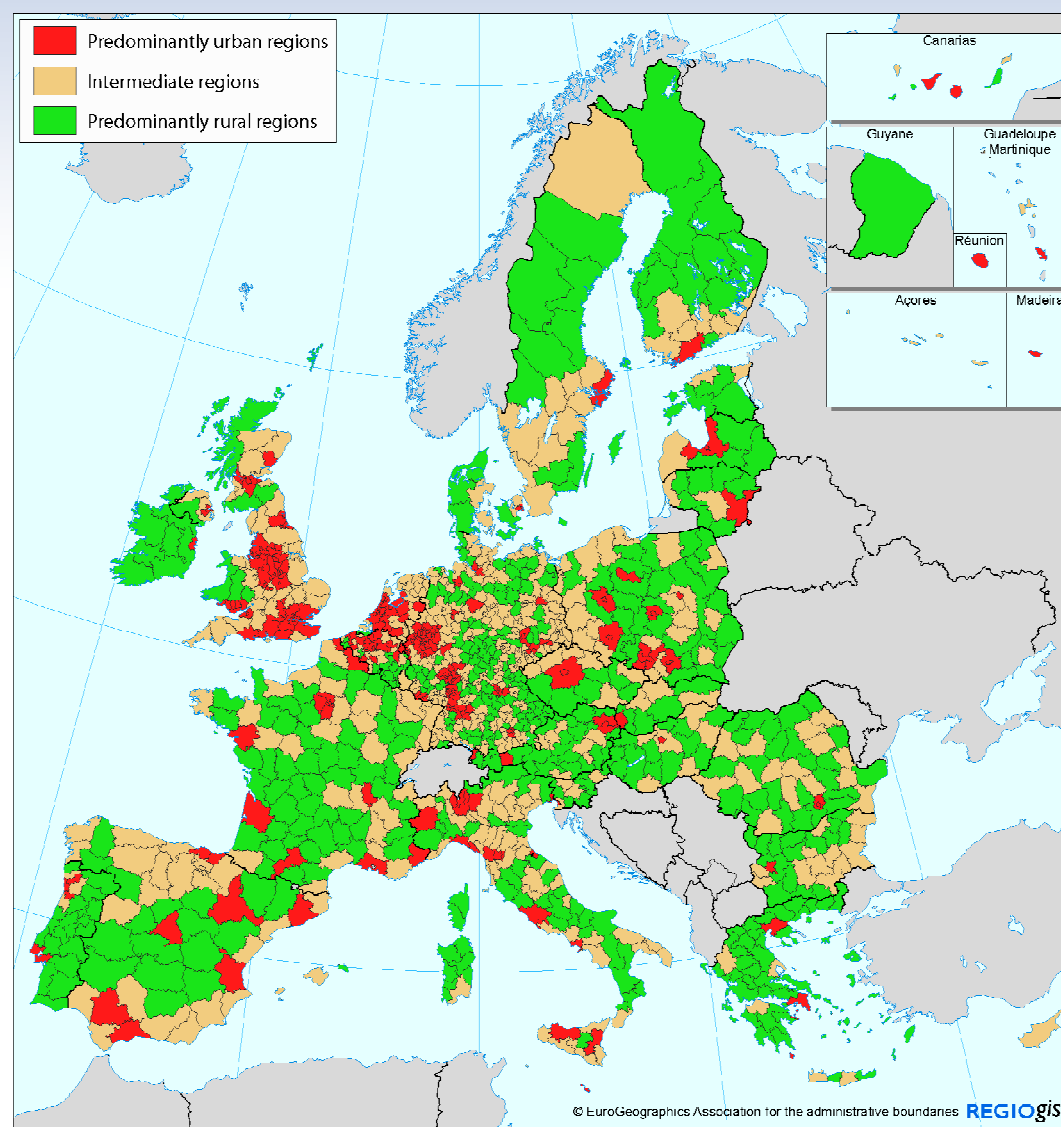 Predominantly urban regions
Intermediate regions
Predominantly rural regions
Canarias
Guyane
Guadeloupe
Martinique
Réunion
Açores
Madeira
© EuroGeographics Association for the administrative boundaries
REGIOgis